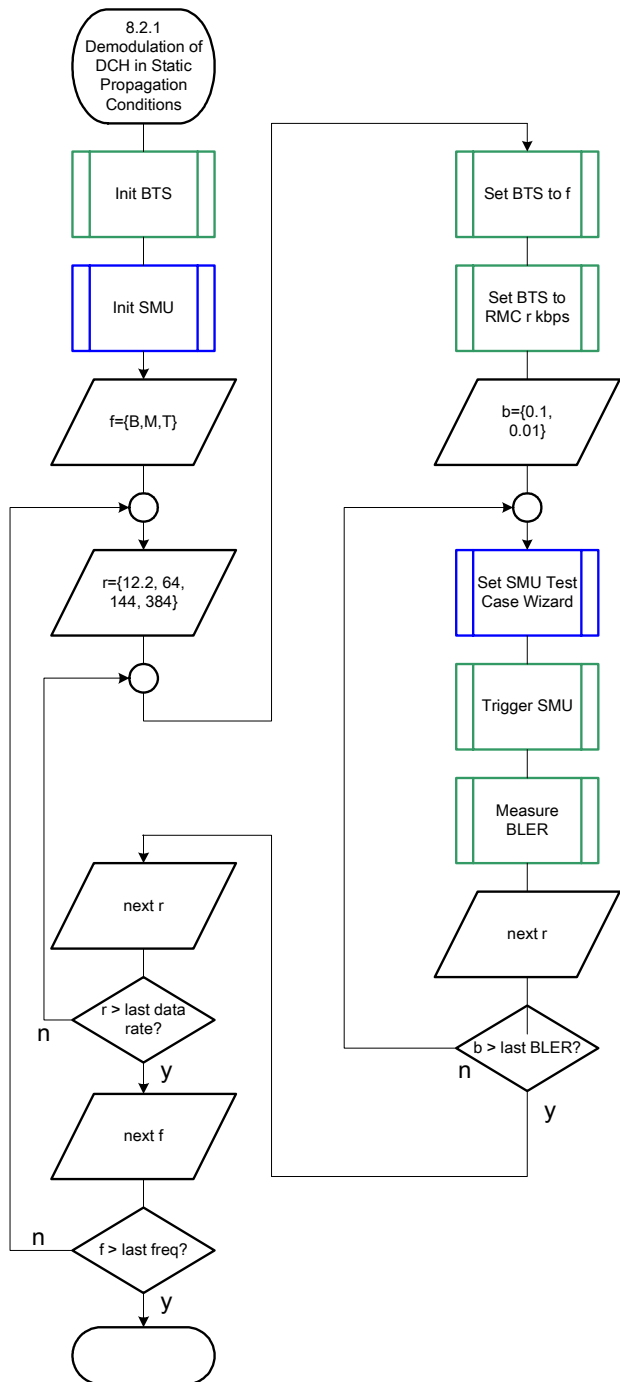 8.2.1
Demodulation of
DCH in Static
Propagation
Conditions
Init BTS
Init SMU
f={B,M,T}
r={12.2, 64,
144, 384}
Set BTS to f
Set BTS to
RMC r kbps
b={0.1,
0.01}
Set SMU Test
Case Wizard
Trigger SMU
Measure
BLER
next r
b > last BLER?
n
y
next r
r > last data
rate?
n
y
next f
f > last freq?
n
y